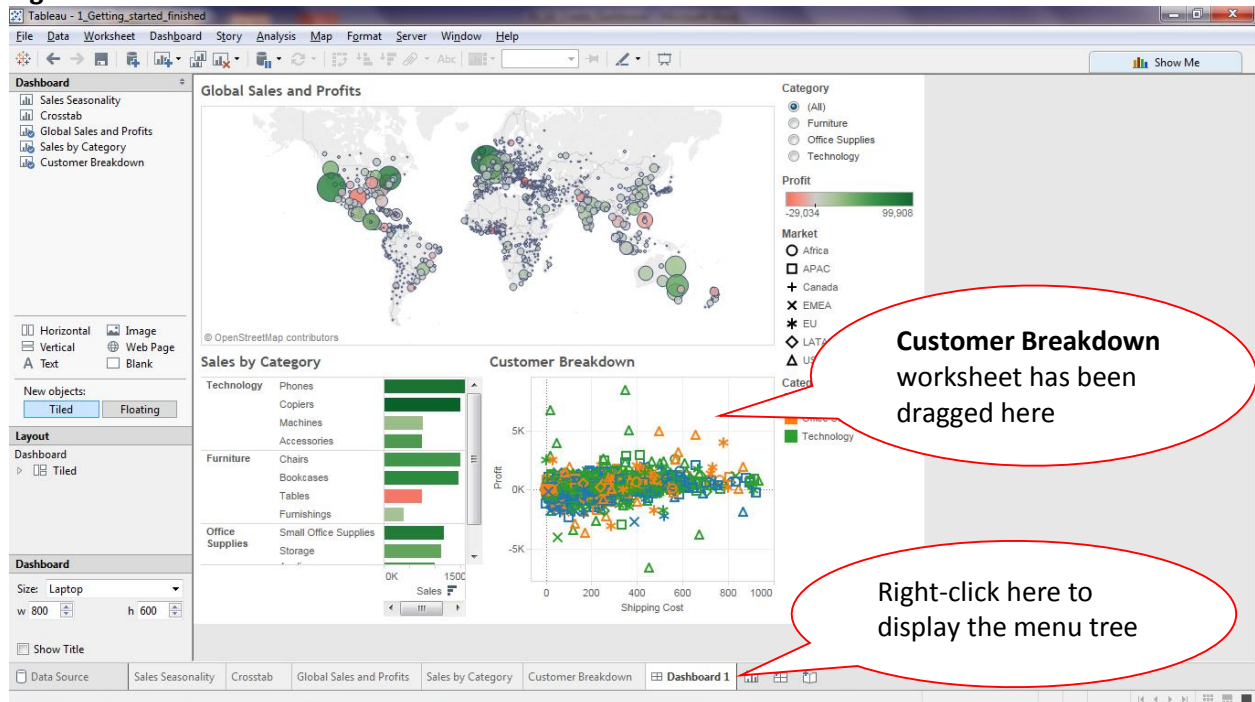 Tableau - 1_Getting_started_finished
File Data Worksheet Dashboard Story Analysis Map Format Server Window Help
Abc
Show Me
Dashboard
Sales Seasonality
Crosstab
Global Sales and Profits
Sales by Category
Customer Breakdown
Horizontal Image
Vertical Web Page
A Text Blank
New objects:
Tiled Floating
Layout
Dashboard
Tiled
Dashboard
Size: Laptop
w 800 h 600
Show Title
Global Sales and Profits
© OpenStreetMap contributors
Category
(All)
Furniture
Office Supplies
Technology
Profit
-29,034 99,908
Market
Africa
APAC
Canada
EMEA
EU
Sales by Category
Technology Phones
Copiers
Machines
Accessories
Furniture Chairs
Bookcases
Tables
Furnishings
Office Supplies Small Office Supplies
Storage
0K 1500
Sales
Customer Breakdown
5K
0K
-5K
Profit
0 200 400 600 800 1000
Shipping Cost
Technology
Customer Breakdown
worksheet has been
dragged here
Right-click here to
display the menu tree
Data Source Sales Seasonality Crosstab Global Sales and Profits Sales by Category Customer Breakdown Dashboard 1